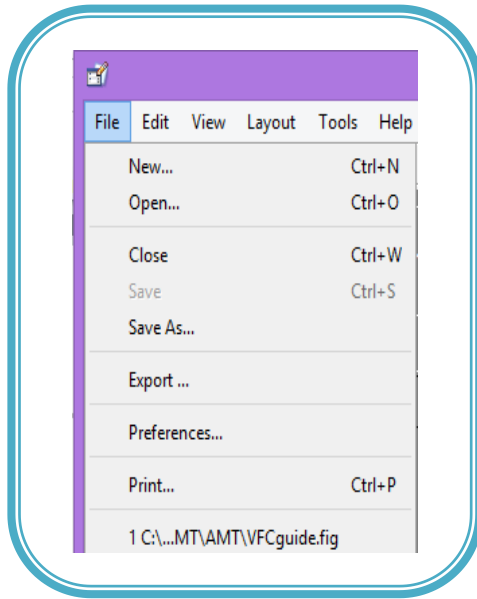 File Edit View Layout Tools Help
New... Ctrl+N
Open... Ctrl+O
Close Ctrl+W
Save Ctrl+S
Save As...
Export ...
Preferences...
Print... Ctrl+P
1 C:\...MT\AMT\VFCguide.fig